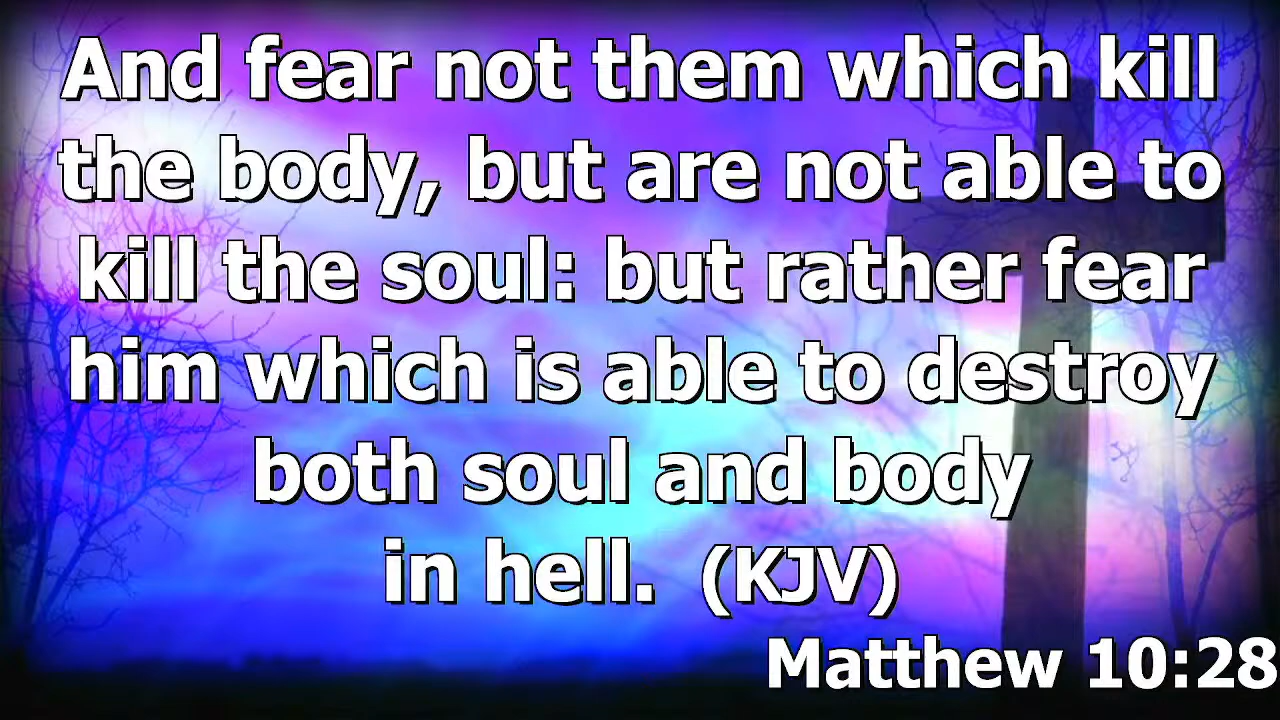 And fear not them which kill
the body, but are not able to
kill the soul: but rather fear
him which is able to destroy
both soul and body
in hell. (KJV)
Matthew 10:28